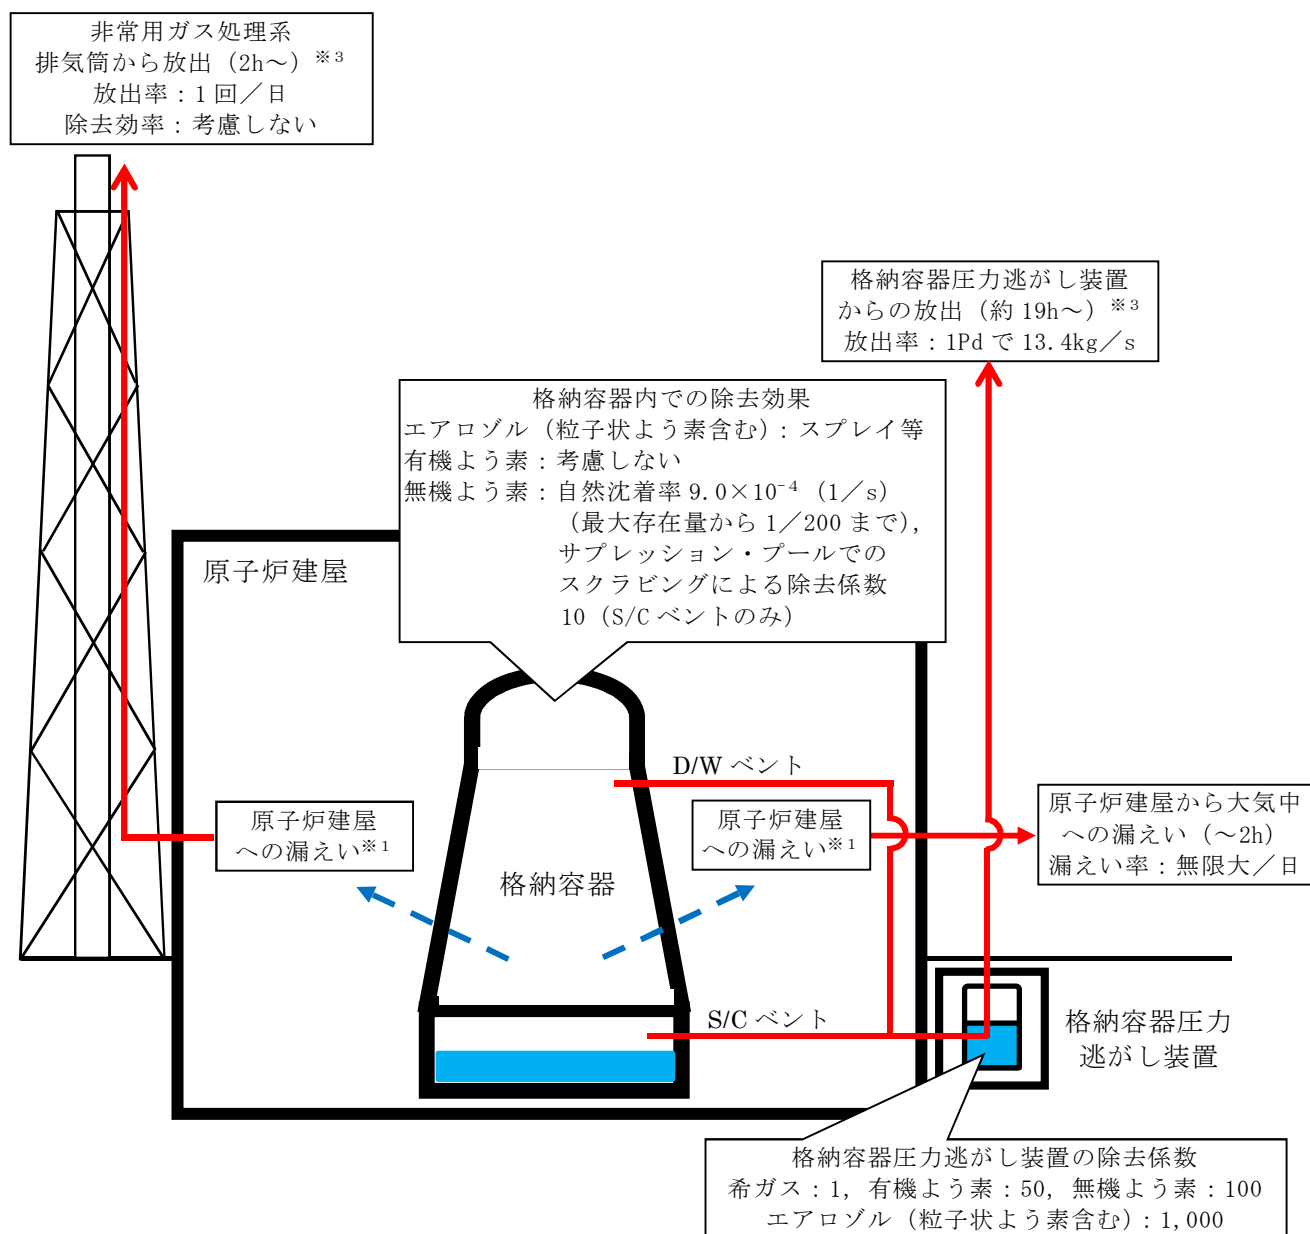 非常用ガス処理系
排気筒から放出（2h～）※３
放出率：1回／日
除去効率：考慮しない
格納容器圧力逃がし装置
からの放出（約19h～）※３
放出率：1Pdで13.4kg／s
格納容器内での除去効果
エアロゾル（粒子状よう素含む）：スプレイ等
有機よう素：考慮しない
無機よう素：自然沈着率9.0×10⁻⁴（1／s）
（最大存在量から1／200まで），
サプレッション・プールでの
スクラビングによる除去係数
10（S/Cベントのみ）
原子炉建屋
D/Wベント
原子炉建屋
への漏えい※1
原子炉建屋
への漏えい※1
原子炉建屋から大気中
への漏えい（～2h）
漏えい率：無限大／日
格納容器
S/Cベント
格納容器圧力
逃がし装置
格納容器圧力逃がし装置の除去係数
希ガス：1，有機よう素：50，無機よう素：100
エアロゾル（粒子状よう素含む）：1,000